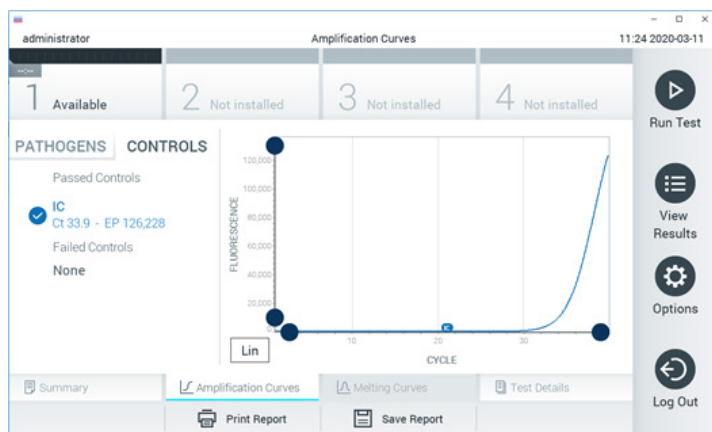 administrator
Amplification Curves
11:24 2020-03-11
1 Available
2 Not installed
3 Not installed
4 Not installed
Run Test
View
Results
Options
Log Out
PATHOGENS
CONTROLS
Passed Controls
IC
Ct 33.9 - EP 126,228
Failed Controls
None
FLUORESCENCE
120,000
100,000
80,000
60,000
40,000
20,000
0
IC
10
20
30
CYCLE
Lin
Summary
Amplification Curves
Melting Curves
Test Details
Print Report
Save Report